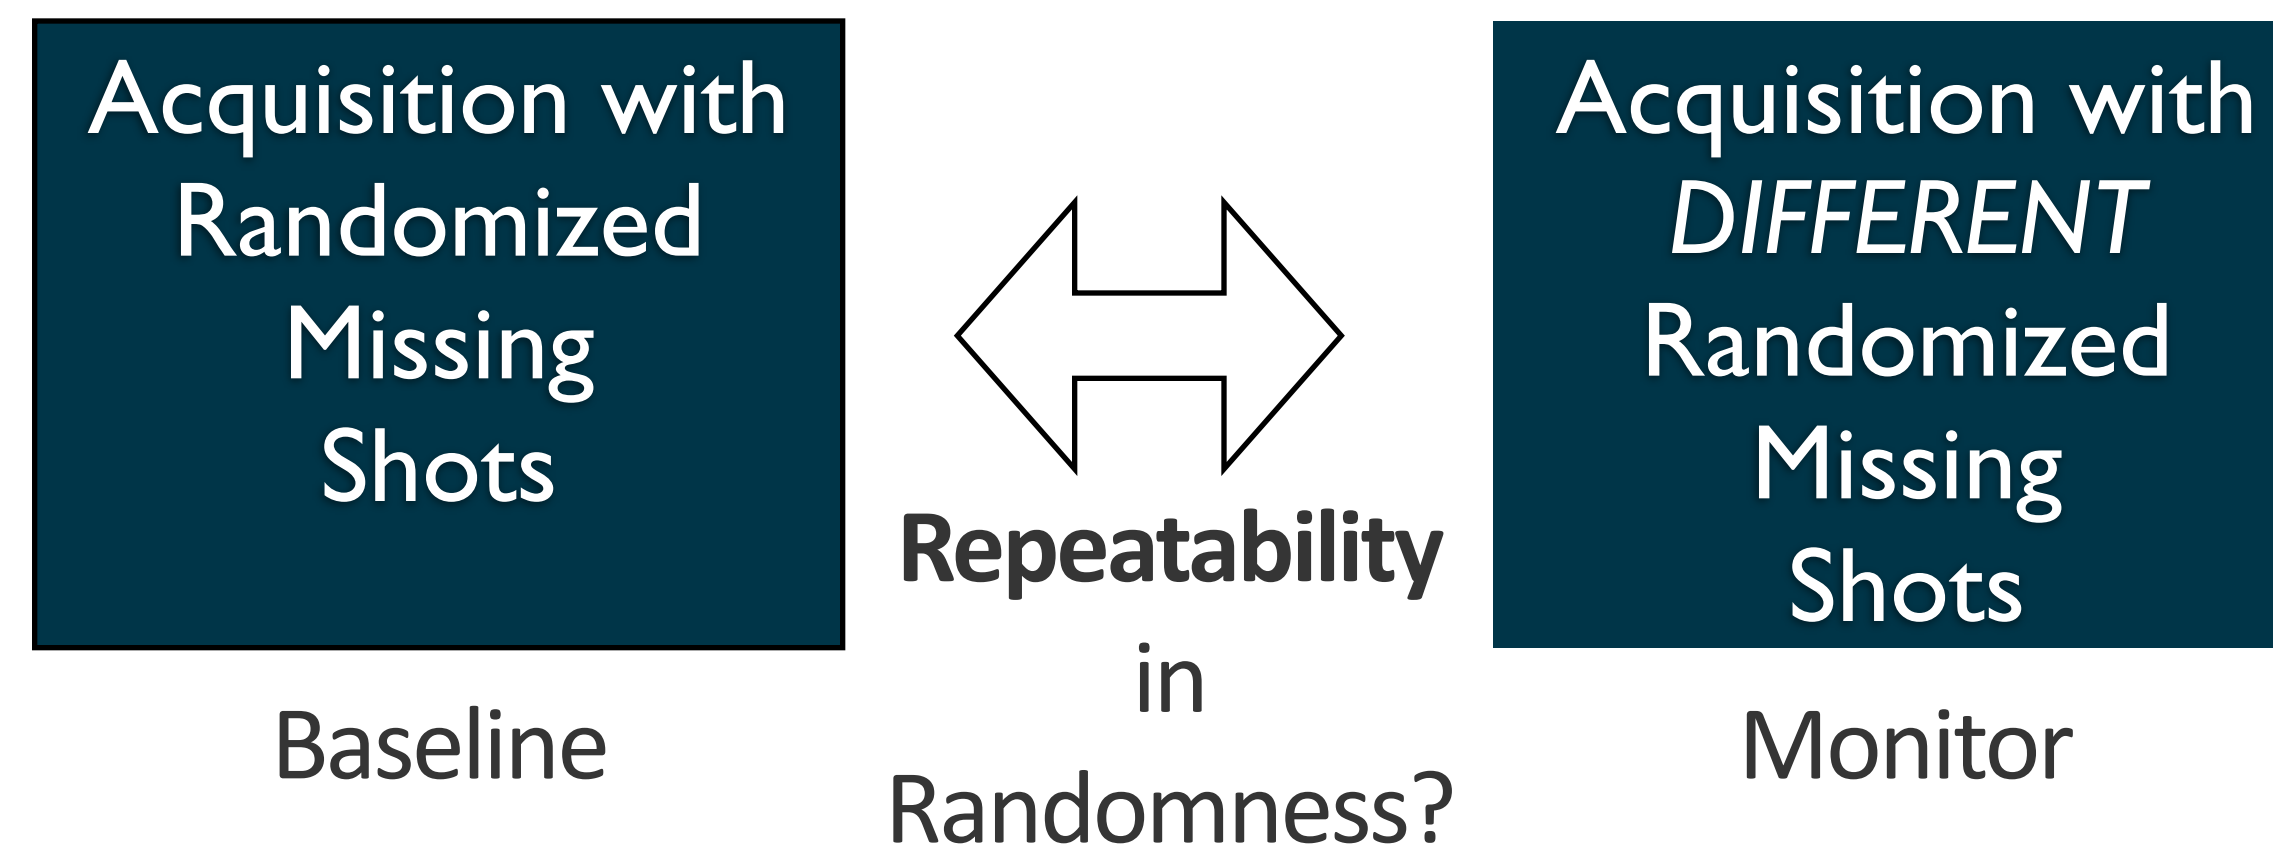 Acquisition with
Randomized
Missing
Shots
Baseline
Repeatability
in
Randomness?
Acquisition with
DIFFERENT
Randomized
Missing
Shots
Monitor